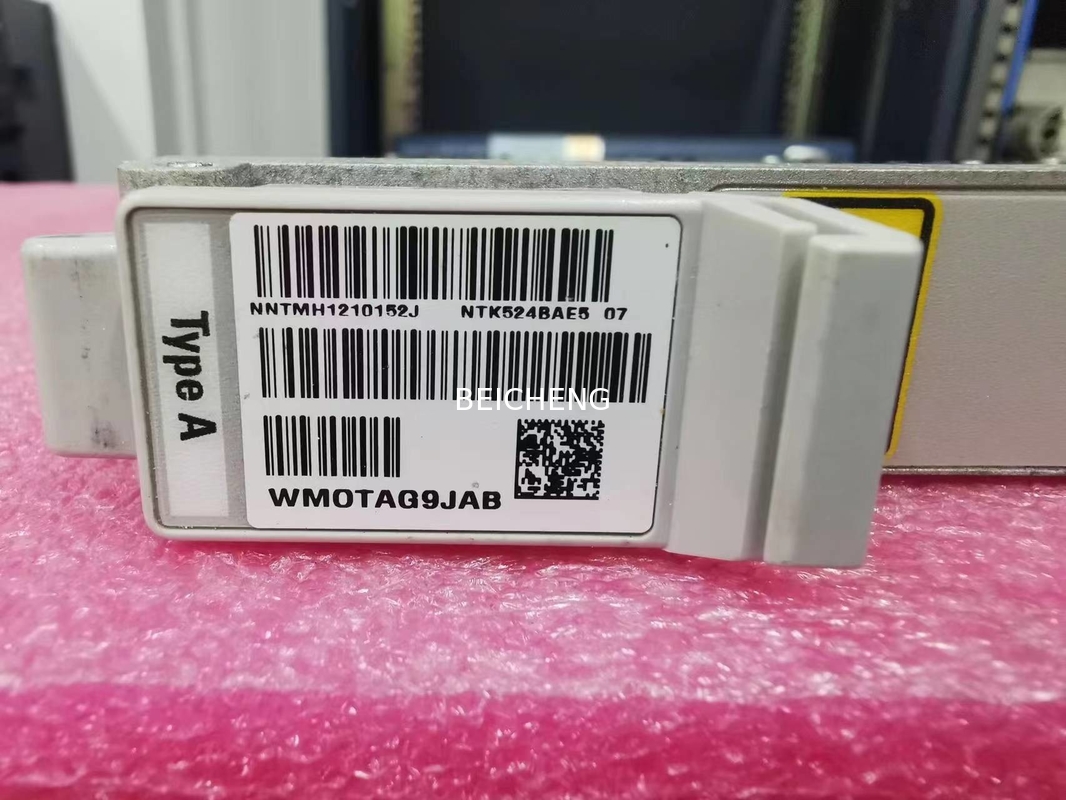 Type A
NNTMH1210152J NTK524BAE5 07
BEICHENG
WMOTAG9JAB